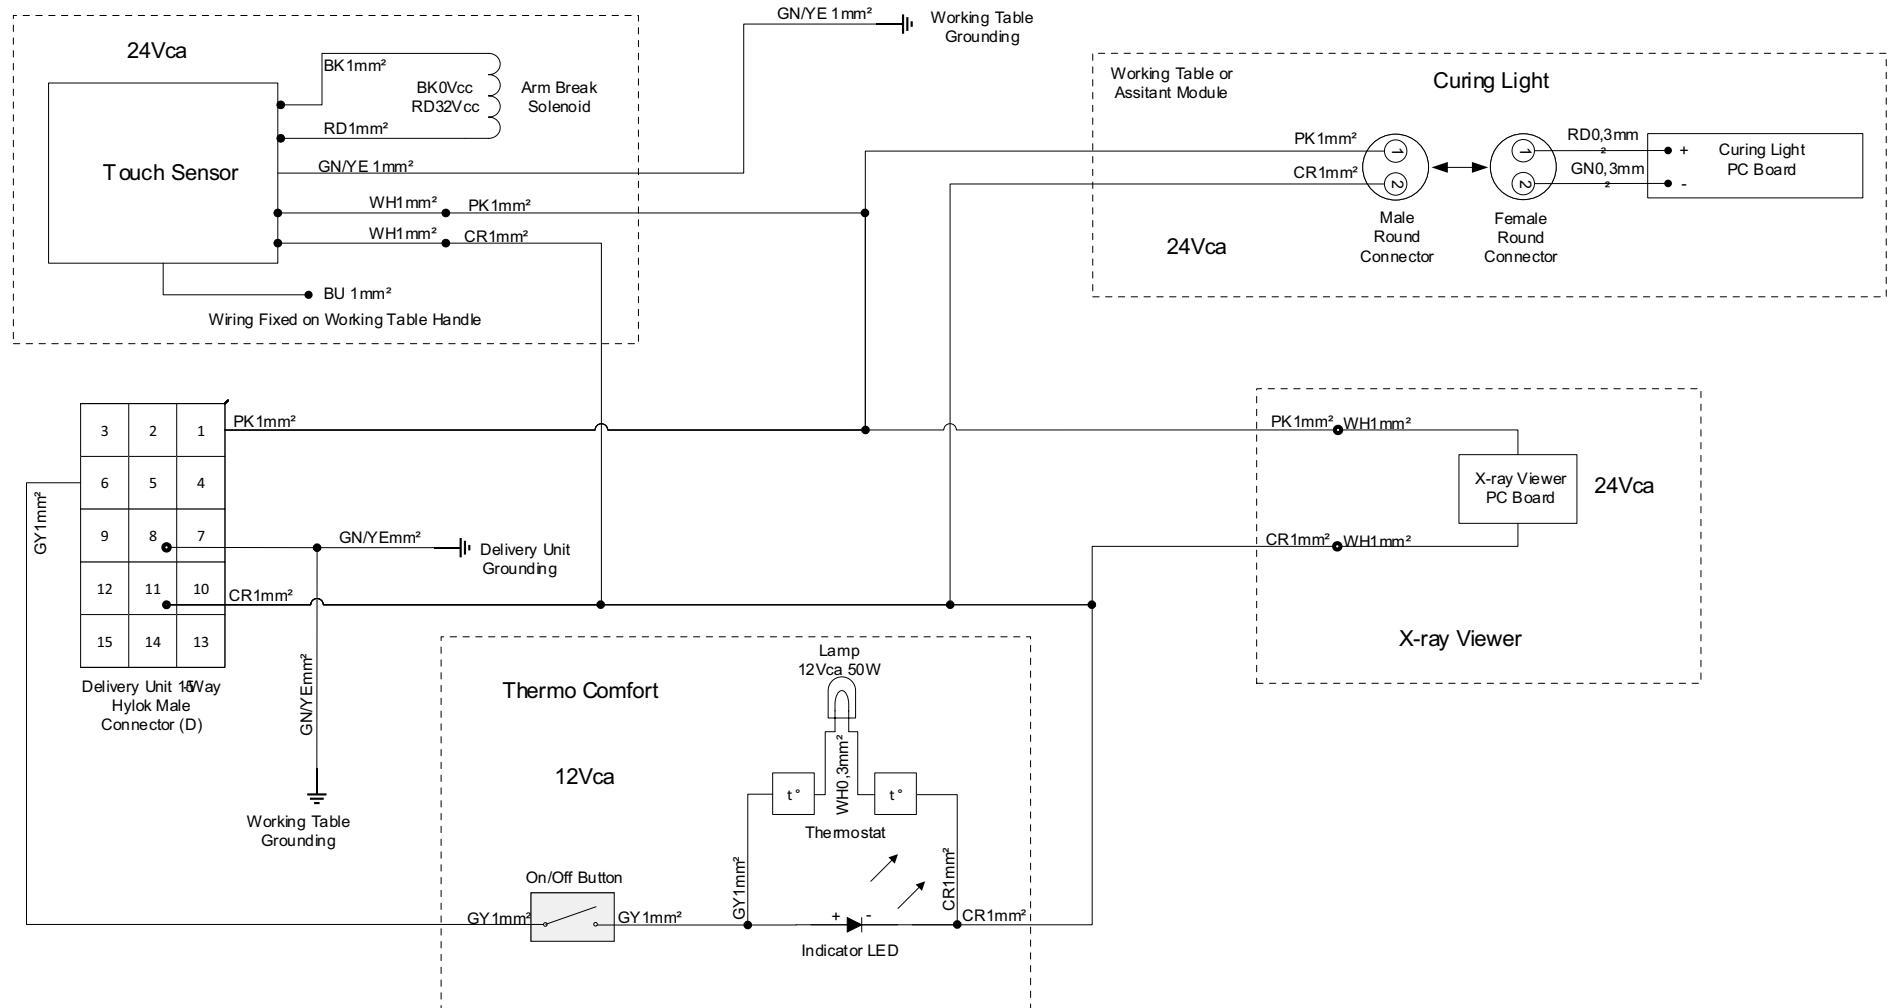 24Vca
BK1mm²
BK0Vcc
RD32Vcc
Arm Break
Solenoid
RD1mm²
Touch Sensor
GN/YE 1mm²
WH1mm²
PK1mm²
WH1mm²
CR1mm²
BU 1mm²
Wiring Fixed on Working Table Handle
GN/YE 1mm²
Working Table
Grounding
Working Table or
Assitant Module
Curing Light
PK1mm²
CR1mm²
1
2
1
2
RD0,3mm
²
GN0,3mm
²
+
-
Curing Light
PC Board
Male
Round
Connector
Female
Round
Connector
24Vca
3 2 1
6 5 4
9 8 7
12 11 10
15 14 13
PK1mm²
GY1mm²
GN/YEmm²
Delivery Unit
Grounding
CR1mm²
Delivery Unit 15-Way
Hylok Male
Connector (D)
GN/YEmm²
Working Table
Grounding
PK1mm²
WH1mm²
X-ray Viewer
PC Board
24Vca
CR1mm²
WH1mm²
X-ray Viewer
Thermo Comfort
12Vca
Lamp
12Vca 50W
WH0,3mm²
t°
t°
Thermostat
On/Off Button
GY1mm²
GY1mm²
GY1mm²
+
-
CR1mm²
CR1mm²
Indicator LED